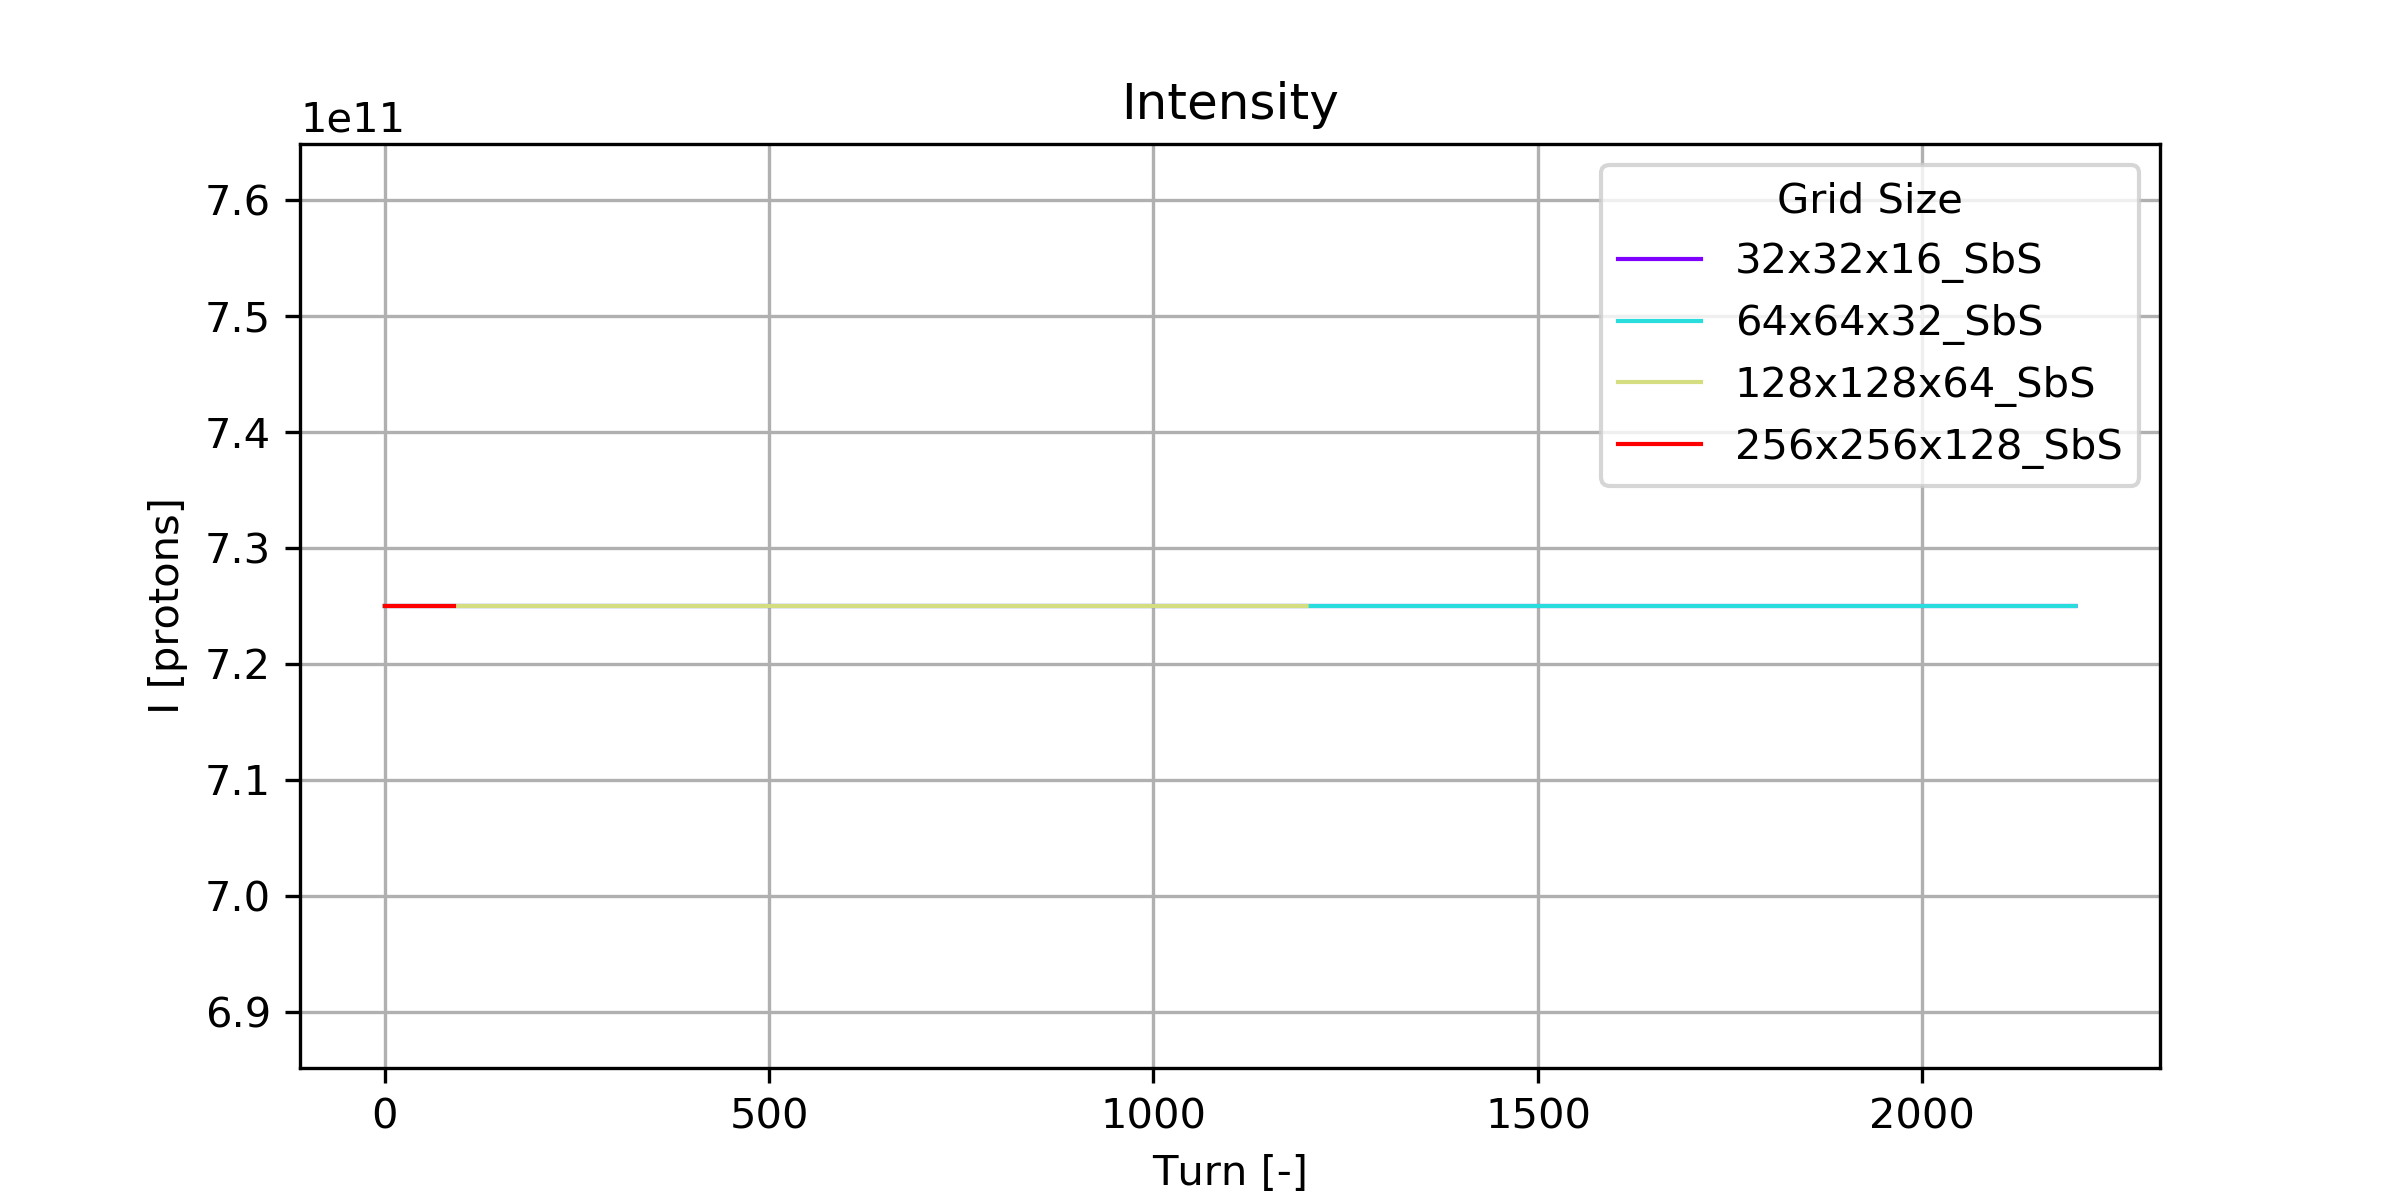 Intensity
1e11
7.6
7.5
7.4
7.3
7.2
7.1
7.0
6.9
I [protons]
0 500 1000 1500 2000
Turn [-]
Grid Size
32x32x16_SbS
64x64x32_SbS
128x128x64_SbS
256x256x128_SbS